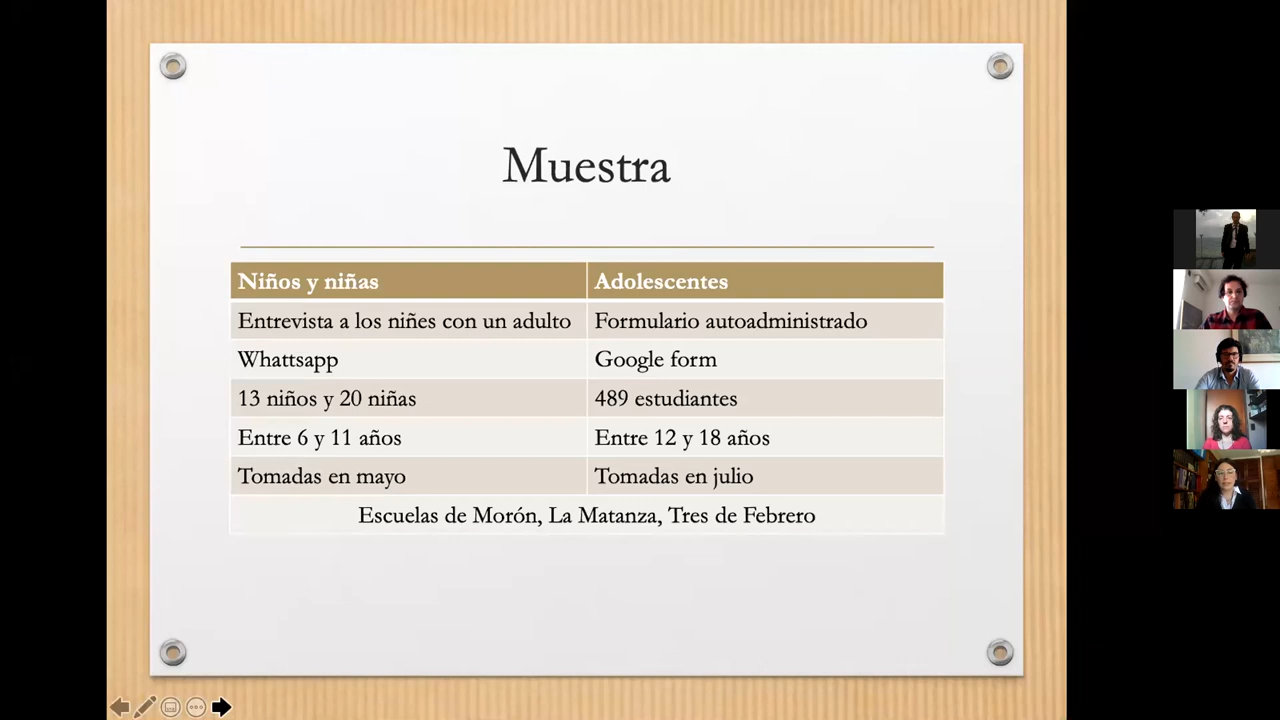 Muestra
Niños y niñas
Adolescentes
Entrevista a los niñes con un adulto
Formulario autoadministrado
Whattsapp
Google form
13 niños y 20 niñas
489 estudiantes
Entre 6 y 11 años
Entre 12 y 18 años
Tomadas en mayo
Tomadas en julio
Escuelas de Morón, La Matanza, Tres de Febrero